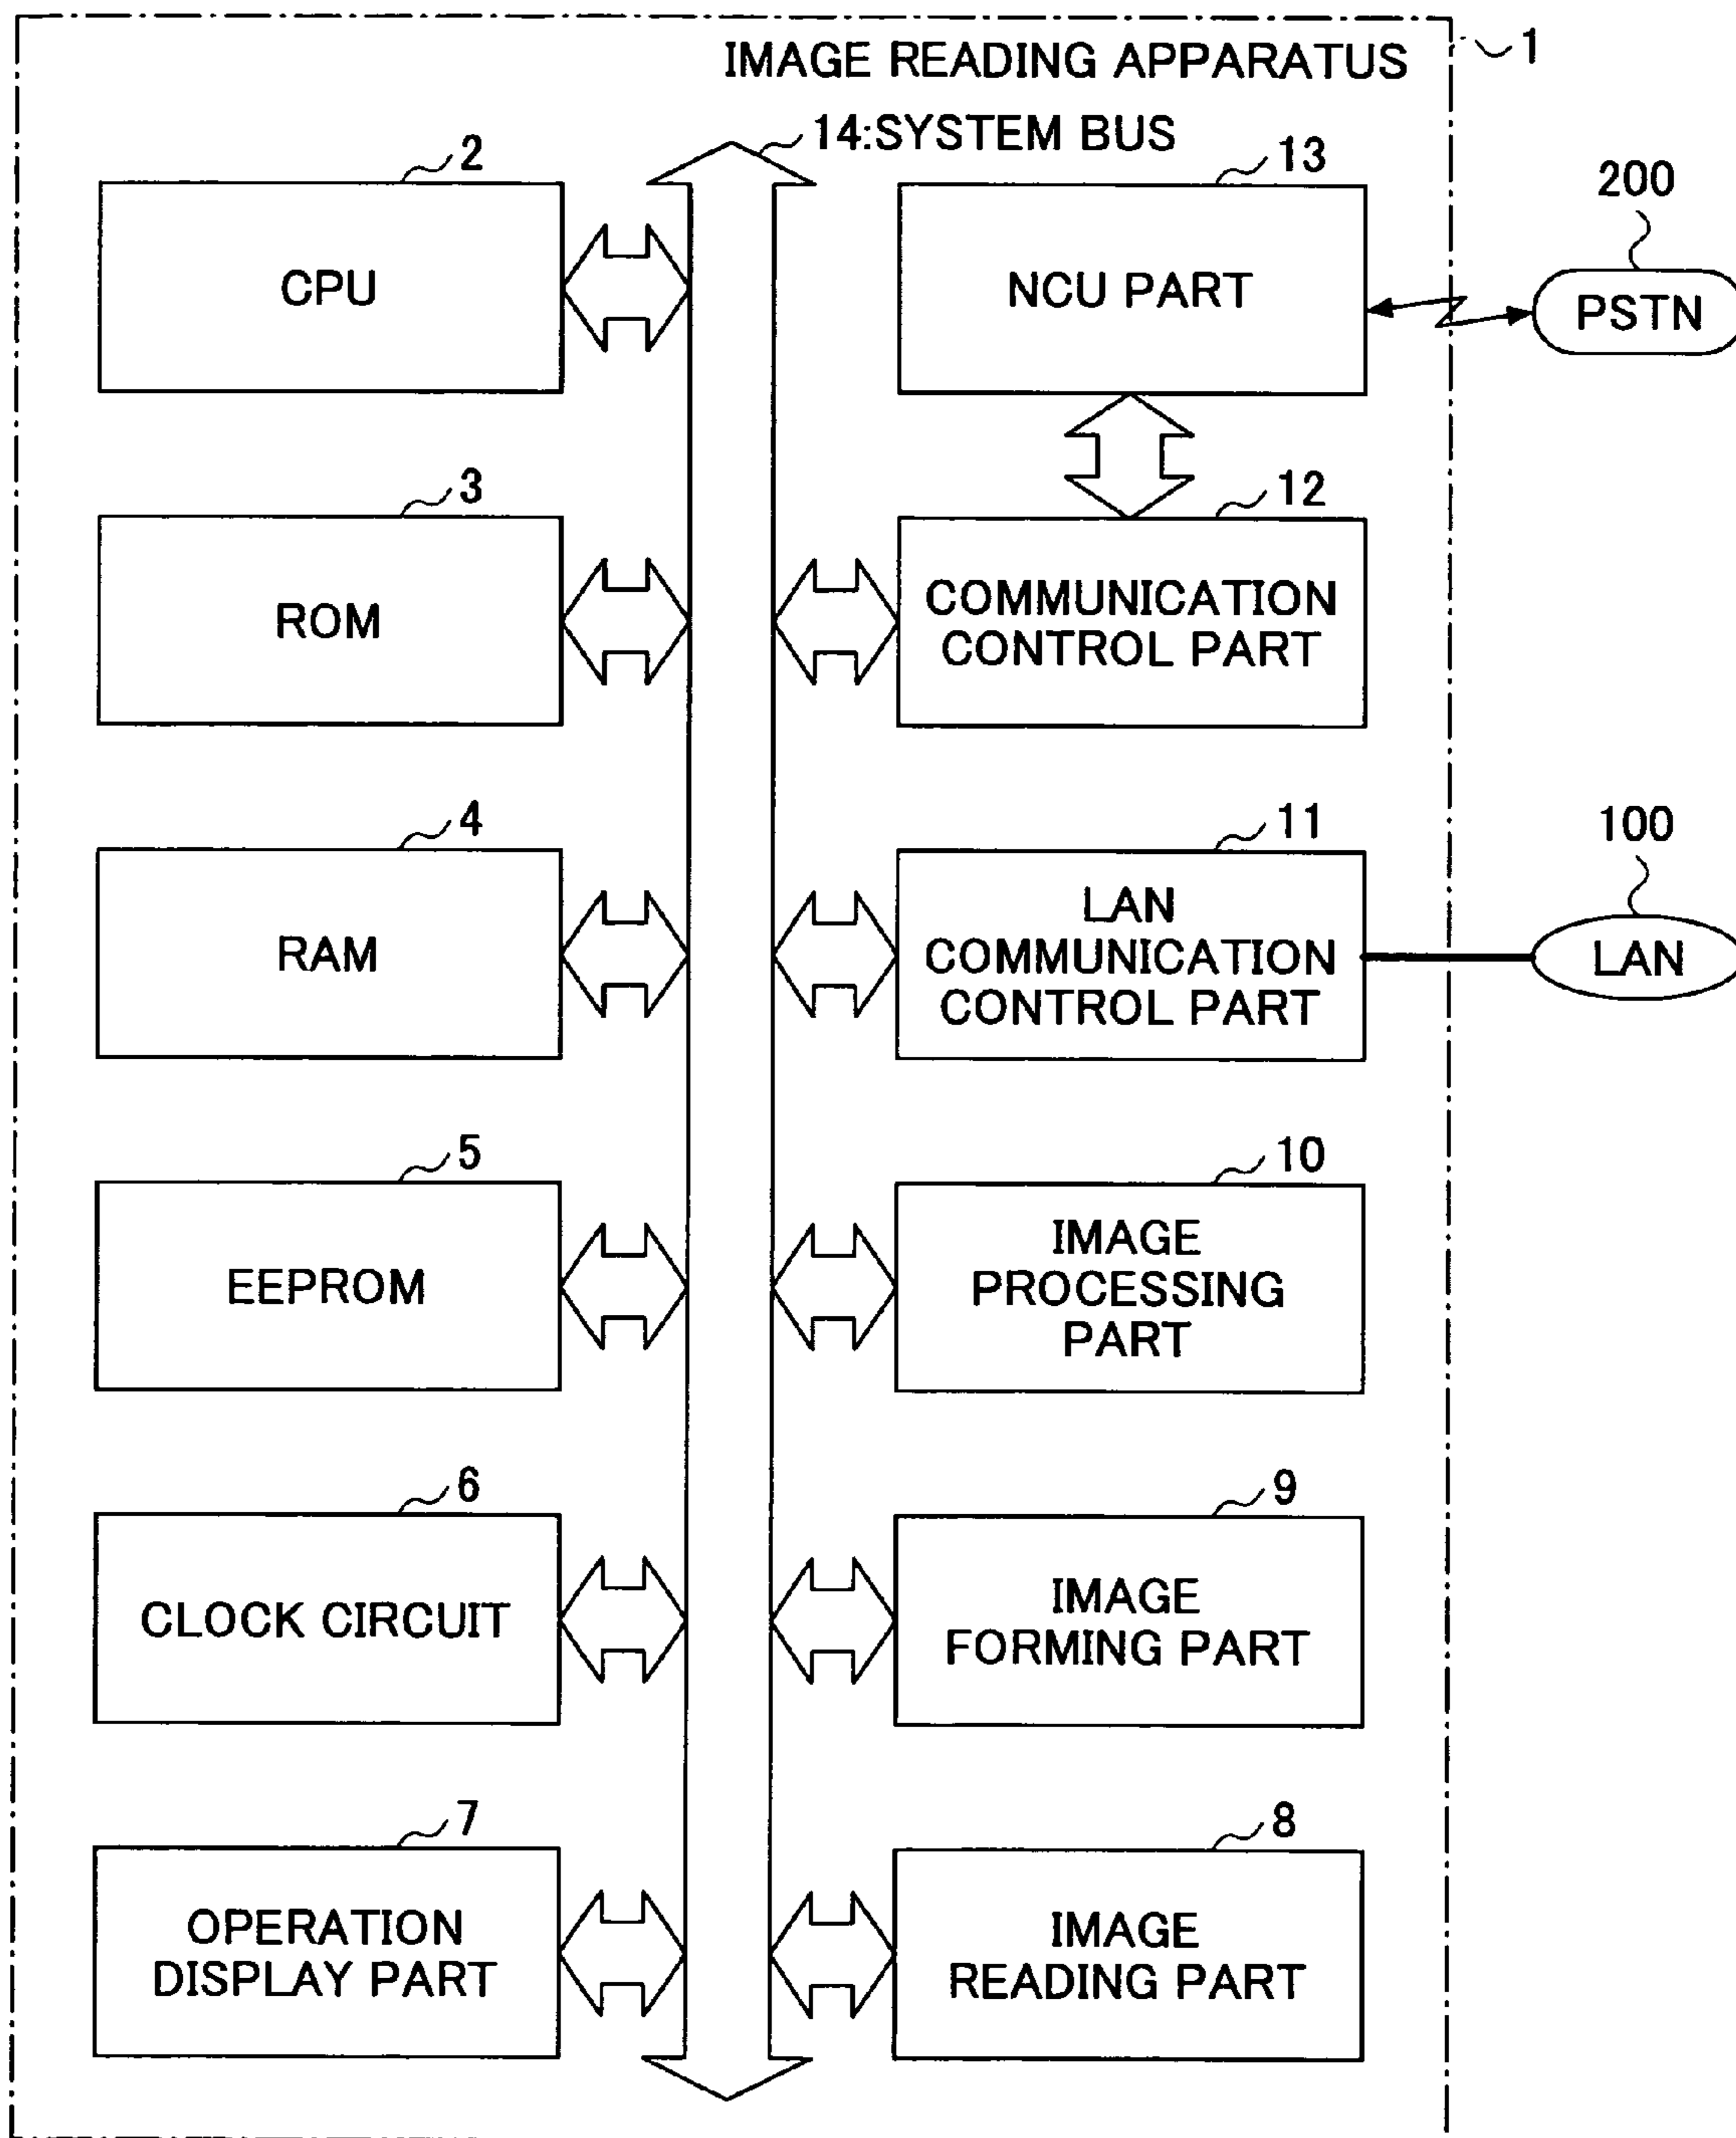 IMAGE READING APPARATUS
1
14:SYSTEM BUS
2
CPU
13
NCU PART
200
PSTN
3
ROM
12
COMMUNICATION
CONTROL PART
4
RAM
11
LAN
COMMUNICATION
CONTROL PART
100
LAN
5
EEPROM
10
IMAGE
PROCESSING
PART
6
CLOCK CIRCUIT
9
IMAGE
FORMING PART
7
OPERATION
DISPLAY PART
8
IMAGE
READING PART